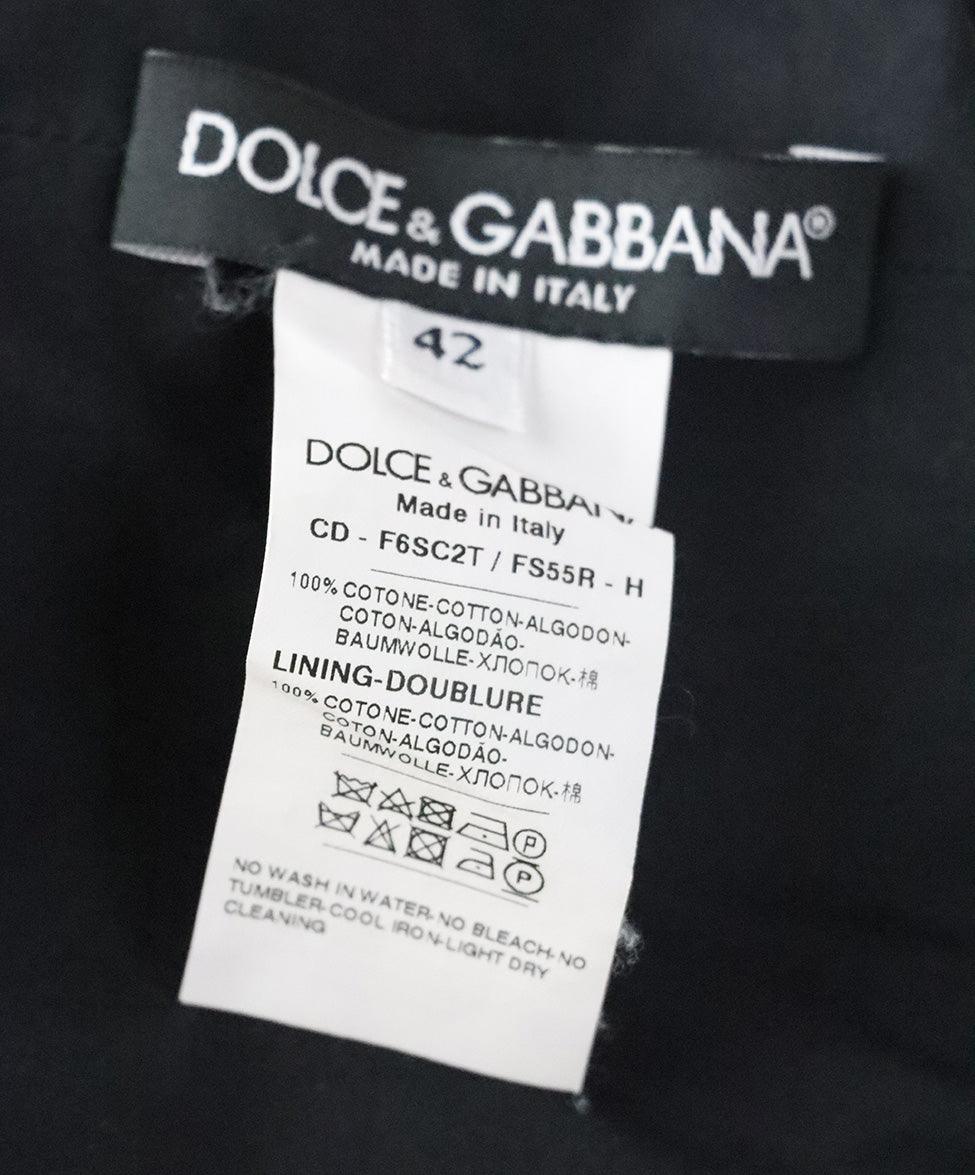 DOLCE & GABBANA®
MADE IN ITALY
42
DOLCE & GABBANA
Made in Italy
CD - F6SC2T / FS55R - H
100% COTONE-COTTON-ALGODON-
COTON-ALGODÃO-
BAUMWOLLE-ХЛОПОК-棉
LINING-DOUBLURE
100% COTONE-COTTON-ALGODON-
COTON-ALGODÃO-
BAUMWOLLE-ХЛОПОК-棉
P
P
NO WASH IN WATER-NO BLEACH-NO
TUMBLER-COOL IRON-LIGHT DRY
CLEANING